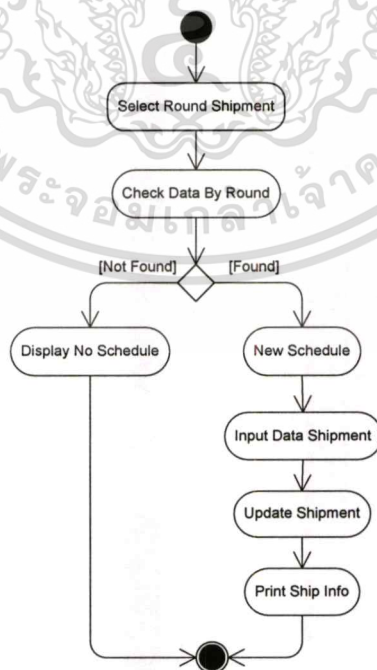 Select Round Shipment
Check Data By Round
[Not Found]
[Found]
Display No Schedule
New Schedule
Input Data Shipment
Update Shipment
Print Ship Info